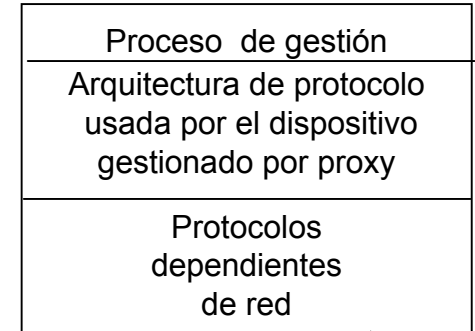 Proceso de gestión
Arquitectura de protocolo
usada por el dispositivo
gestionado por proxy
Protocolos
dependientes
de red